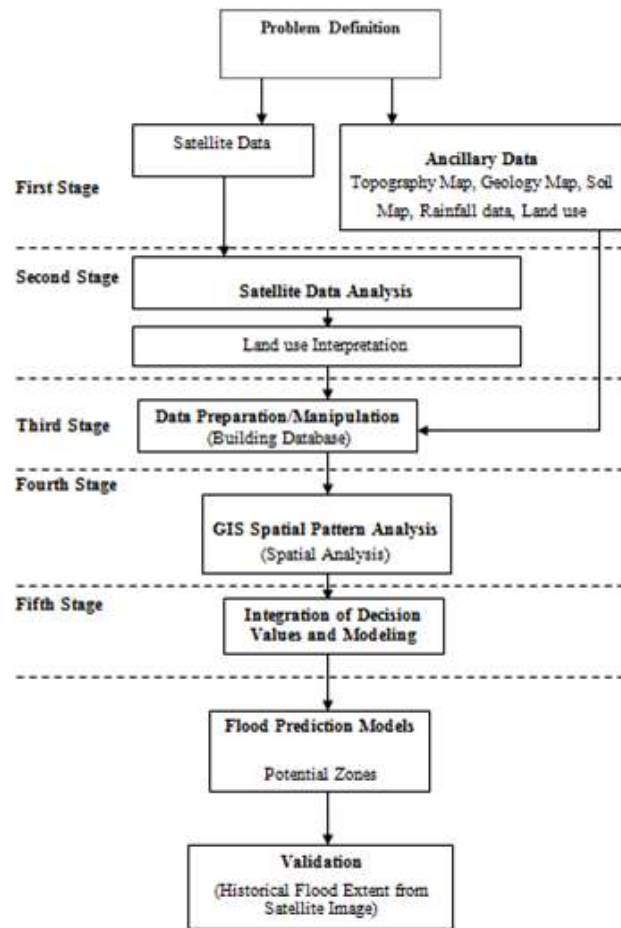 Problem Definition
Satellite Data
Ancillary Data
Topography Map, Geology Map, Soil
Map, Rainfall data, Land use
First Stage
Second Stage
Satellite Data Analysis
Land use Interpretation
Third Stage
Data Preparation/Manipulation
(Building Database)
Fourth Stage
GIS Spatial Pattern Analysis
(Spatial Analysis)
Fifth Stage
Integration of Decision
Values and Modeling
Flood Prediction Models
Potential Zones
Validation
(Historical Flood Extent from
Satellite Image)